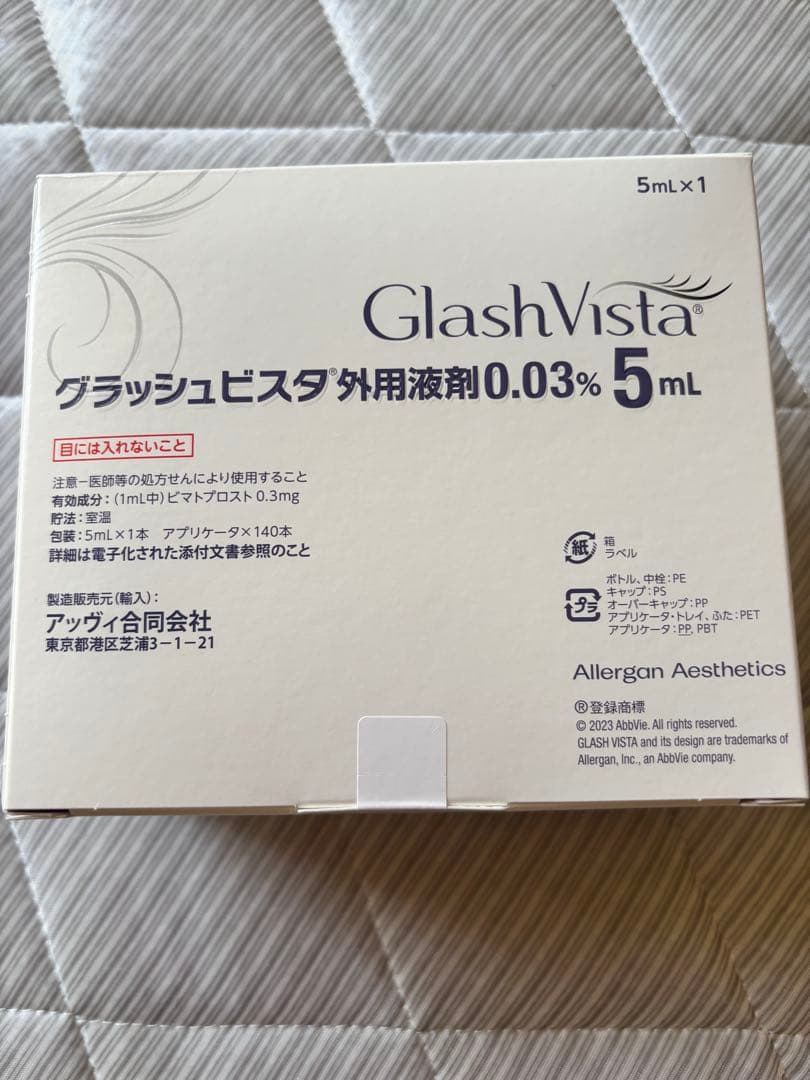 5mL×1
GlashVista®
グラッシュビスタ®外用液剤0.03% 5mL
目には入れないこと
注意－医師等の処方せんにより使用すること
有効成分：(1mL中)ビマトプロスト 0.3mg
貯法：室温
包装：5mL×1本　アプリケータ×140本
詳細は電子化された添付文書参照のこと
製造販売元(輸入)：
アッヴィ合同会社
東京都港区芝浦3－1－21
紙
箱
ラベル
プラ
ボトル、中栓：PE
キャップ：PS
オーバーキャップ：PP
アプリケータ・トレイ、ふた：PET
アプリケータ：PP, PBT
Allergan Aesthetics
®登録商標
© 2023 AbbVie. All rights reserved.
GLASH VISTA and its design are trademarks of
Allergan, Inc., an AbbVie company.